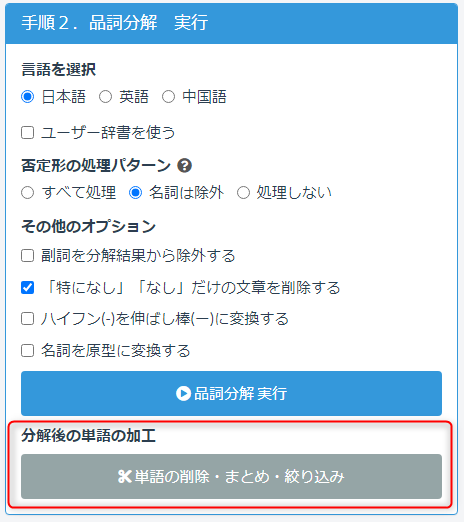 手順２．品詞分解　実行
言語を選択
日本語 英語 中国語
ユーザー辞書を使う
否定形の処理パターン ?
すべて処理 名詞は除外 処理しない
その他のオプション
副詞を分解結果から除外する
「特になし」「なし」だけの文章を削除する
ハイフン(-)を伸ばし棒(ー)に変換する
名詞を原型に変換する
品詞分解 実行
分解後の単語の加工
単語の削除・まとめ・絞り込み